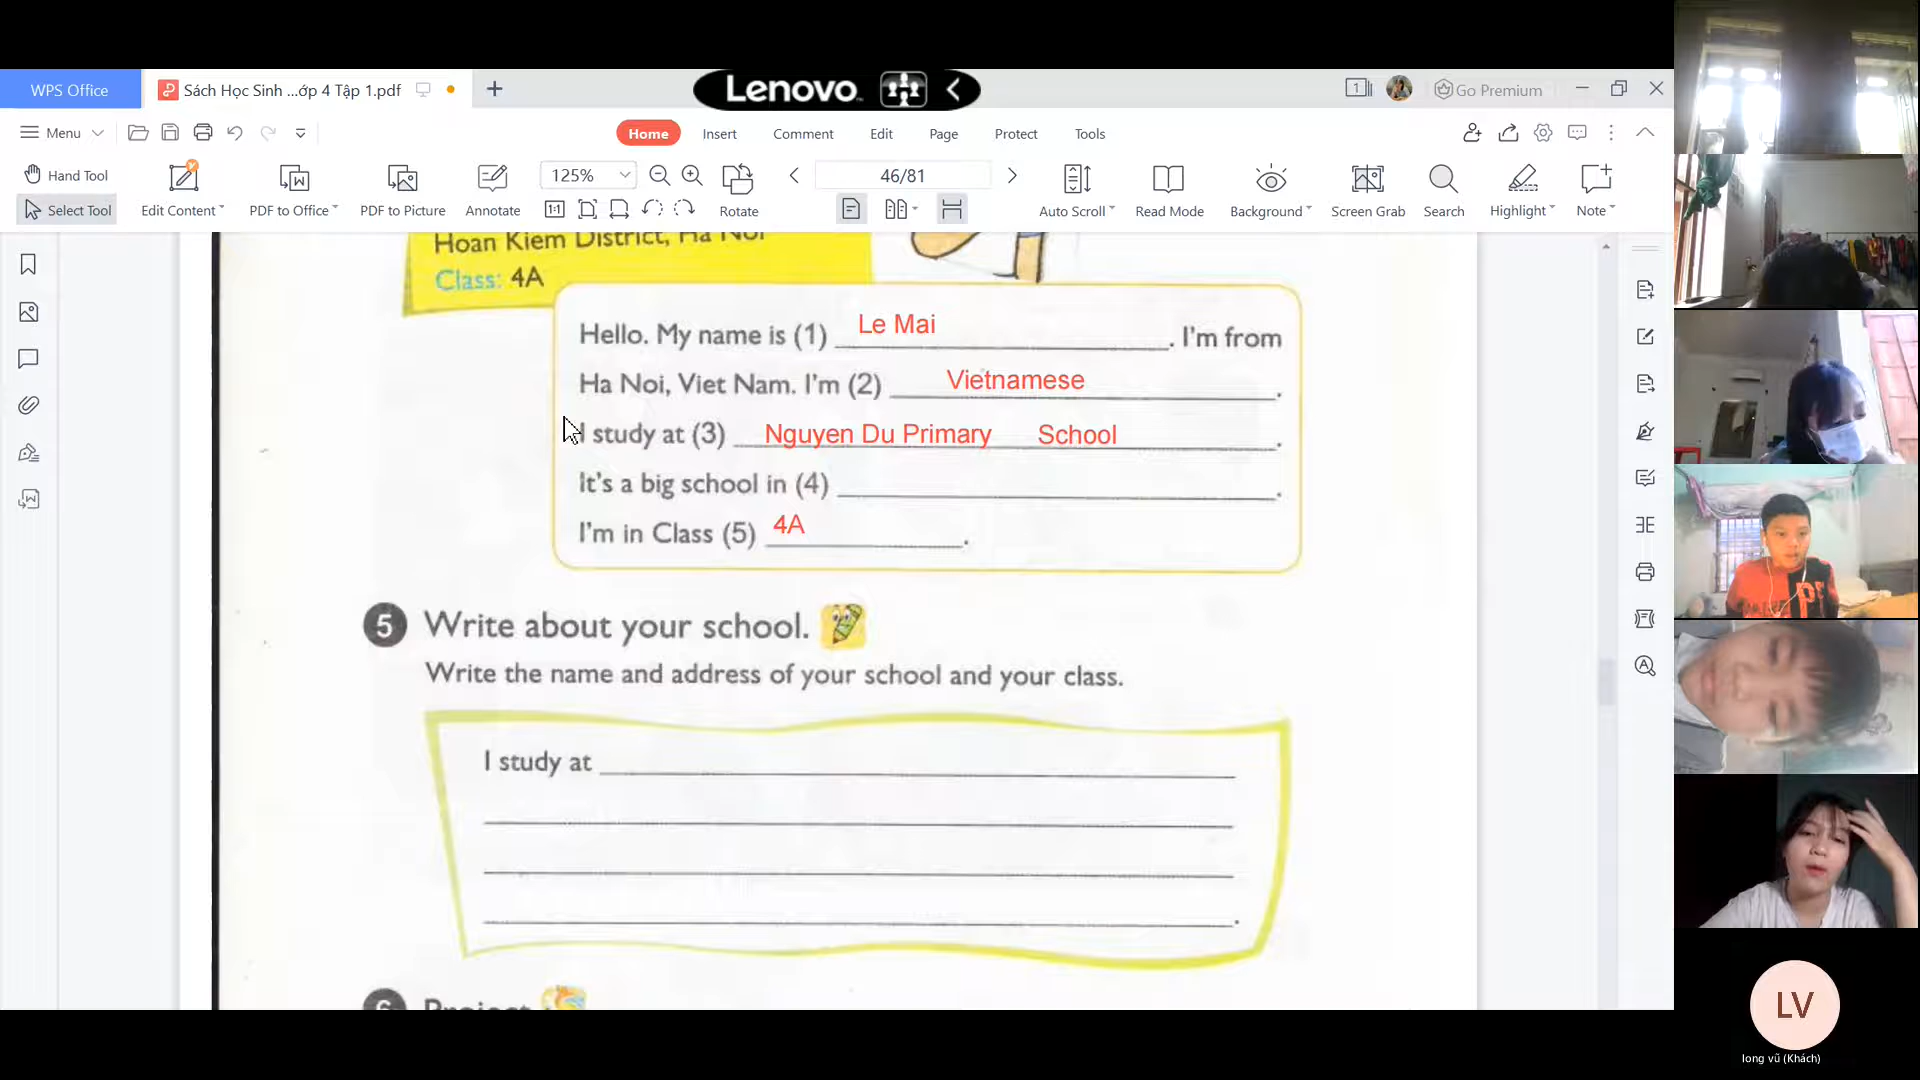 Lenovo
WPS Office
Sách Học Sinh ...ớp 4 Tập 1.pdf
Go Premium
Menu
Home
Insert
Comment
Edit
Page
Protect
Tools
Hand Tool
Select Tool
Edit Content
PDF to Office
PDF to Picture
Annotate
125%
Rotate
46/81
Auto Scroll
Read Mode
Background
Screen Grab
Search
Highlight
Note
Hoan Kiem District, Ha Noi
Class: 4A
Hello. My name is (1) Le Mai. I'm from
Ha Noi, Viet Nam. I'm (2) Vietnamese.
I study at (3) Nguyen Du Primary School.
It's a big school in (4) .
I'm in Class (5) 4A.
5 Write about your school.
Write the name and address of your school and your class.
I study at
.
6 Project
LV
long vũ (Khách)